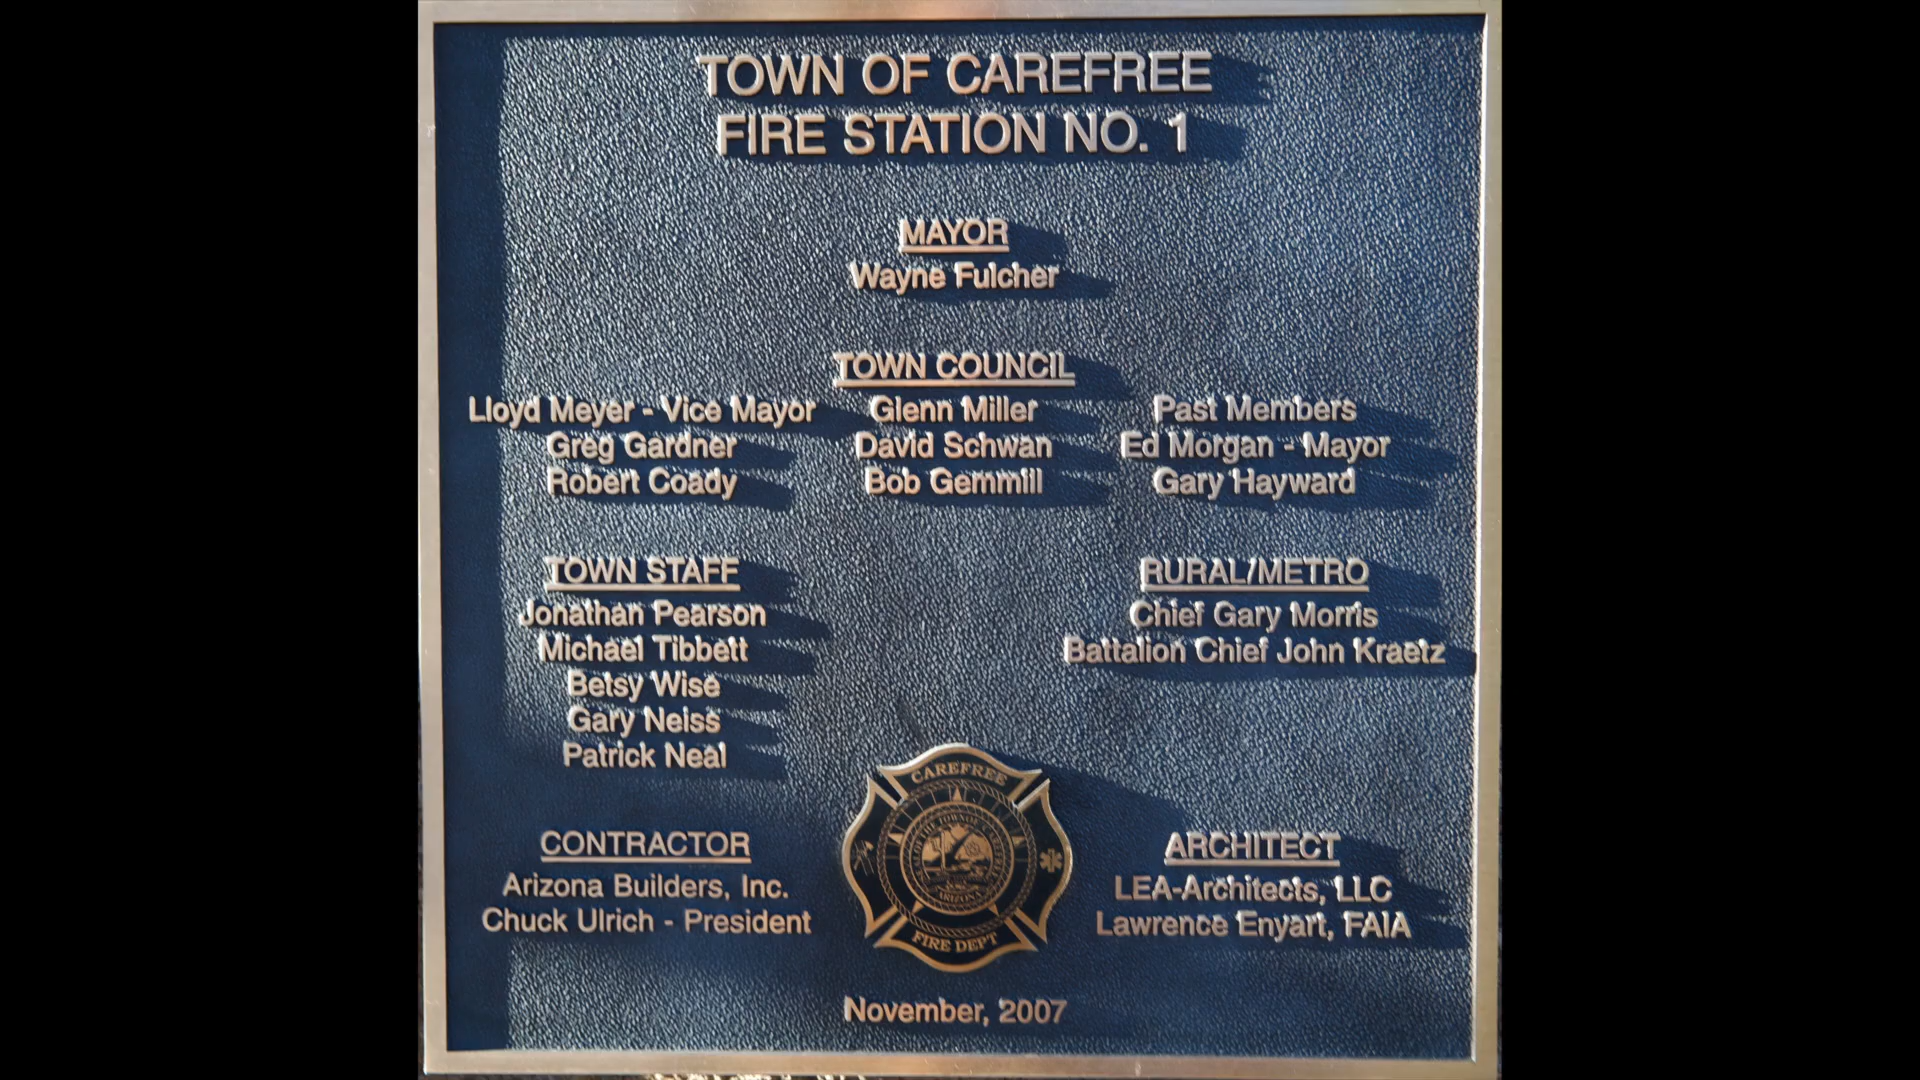 TOWN OF CAREFREE
FIRE STATION NO. 1
MAYOR
Wayne Fulcher
TOWN COUNCIL
Lloyd Meyer - Vice Mayor
Greg Gardner
Robert Coady
Glenn Miller
David Schwan
Bob Gemmill
Past Members
Ed Morgan - Mayor
Gary Hayward
TOWN STAFF
Jonathan Pearson
Michael Tibbett
Betsy Wise
Gary Neiss
Patrick Neal
RURAL/METRO
Chief Gary Morris
Battalion Chief John Kraetz
CONTRACTOR
Arizona Builders, Inc.
Chuck Ulrich - President
CAREFREE
ARIZONA
FIRE DEPT
ARCHITECT
LEA-Architects, LLC
Lawrence Enyart, FAIA
November, 2007